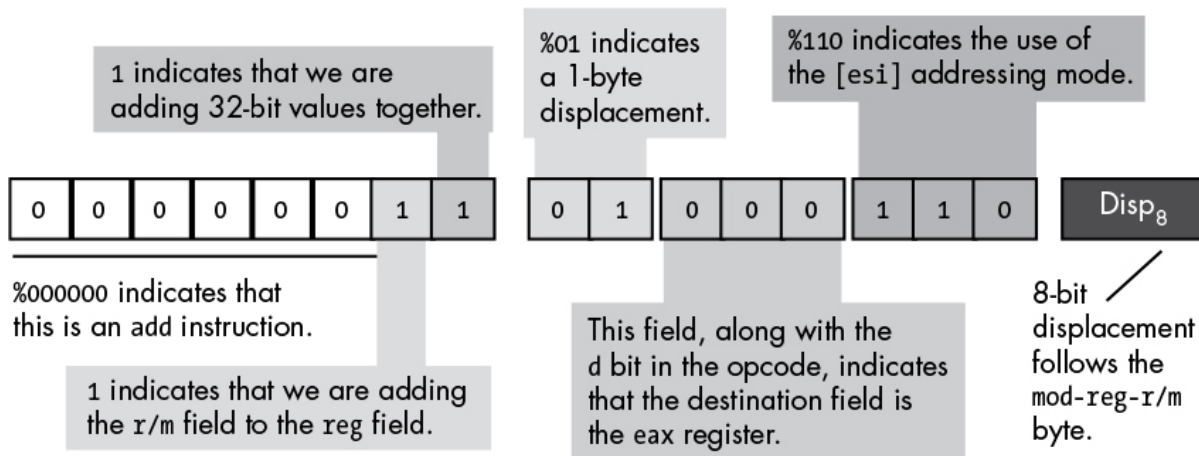 1 indicates that we are
adding 32-bit values together.
%01 indicates
a 1-byte
displacement.
%110 indicates the use of
the [esi] addressing mode.
0 0 0 0 0 0 1 1 0 1 0 0 0 1 1 0 Disp₈
%000000 indicates that
this is an add instruction.
1 indicates that we are adding
the r/m field to the reg field.
This field, along with the
d bit in the opcode, indicates
that the destination field is
the eax register.
8-bit
displacement
follows the
mod-reg-r/m
byte.